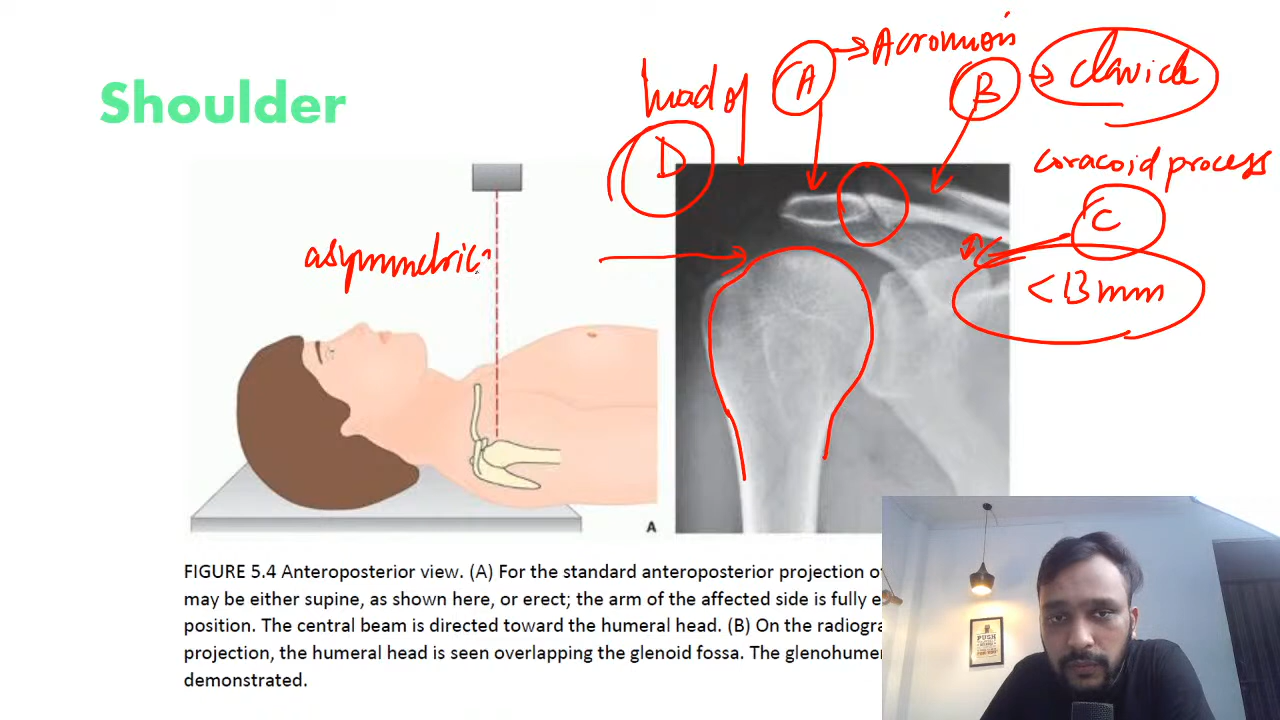 Shoulder
head of
D
A
Acromion
B
clavicle
coracoid process
C
<13mm
asymmetric
A
PUSH
FIGURE 5.4 Anteroposterior view. (A) For the standard anteroposterior projection of
may be either supine, as shown here, or erect; the arm of the affected side is fully e
position. The central beam is directed toward the humeral head. (B) On the radiogra
projection, the humeral head is seen overlapping the glenoid fossa. The glenohumer
demonstrated.